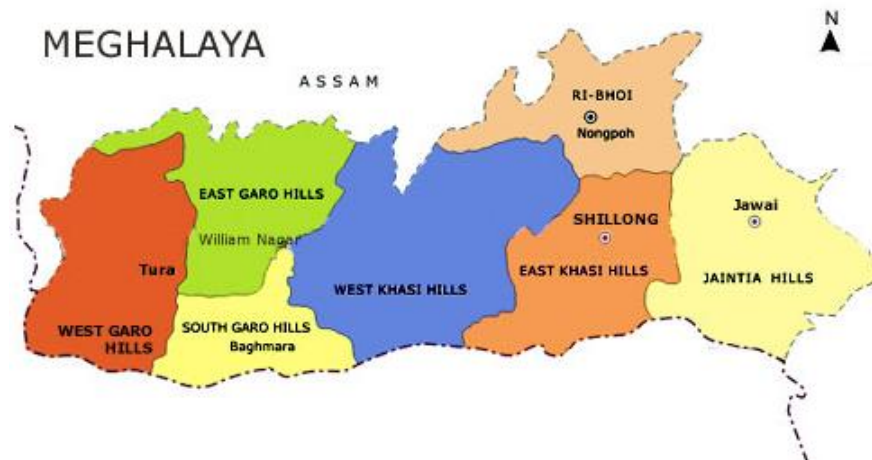 MEGHALAYA
N
ASSAM
RI-BHOI
Nongpoh
EAST GARO HILLS
William Nagar
SHILLONG
Jawai
Tura
EAST KHASI HILLS
JAINTIA HILLS
WEST KHASI HILLS
WEST GARO
HILLS
SOUTH GARO HILLS
Baghmara